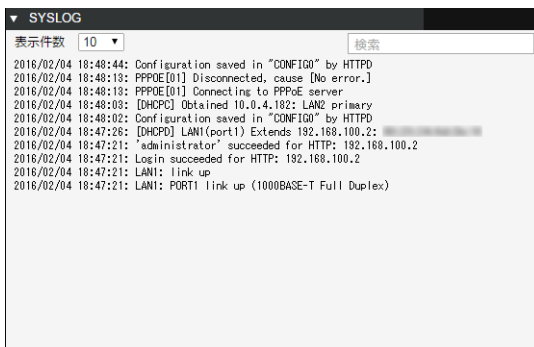 ▼ SYSLOG
表示件数 10 ▼ 検索
2016/02/04 18:48:44: Configuration saved in "CONFIG0" by HTTPD
2016/02/04 18:48:13: PPPOE[01] Disconnected, cause [No error.]
2016/02/04 18:48:13: PPPOE[01] Connecting to PPPoE server
2016/02/04 18:48:03: [DHCPC] Obtained 10.0.4.182: LAN2 primary
2016/02/04 18:48:02: Configuration saved in "CONFIG0" by HTTPD
2016/02/04 18:47:26: [DHCPD] LAN1(port1) Extends 192.168.100.2:
2016/02/04 18:47:21: 'administrator' succeeded for HTTP: 192.168.100.2
2016/02/04 18:47:21: Login succeeded for HTTP: 192.168.100.2
2016/02/04 18:47:21: LAN1: link up
2016/02/04 18:47:21: LAN1: PORT1 link up (1000BASE-T Full Duplex)